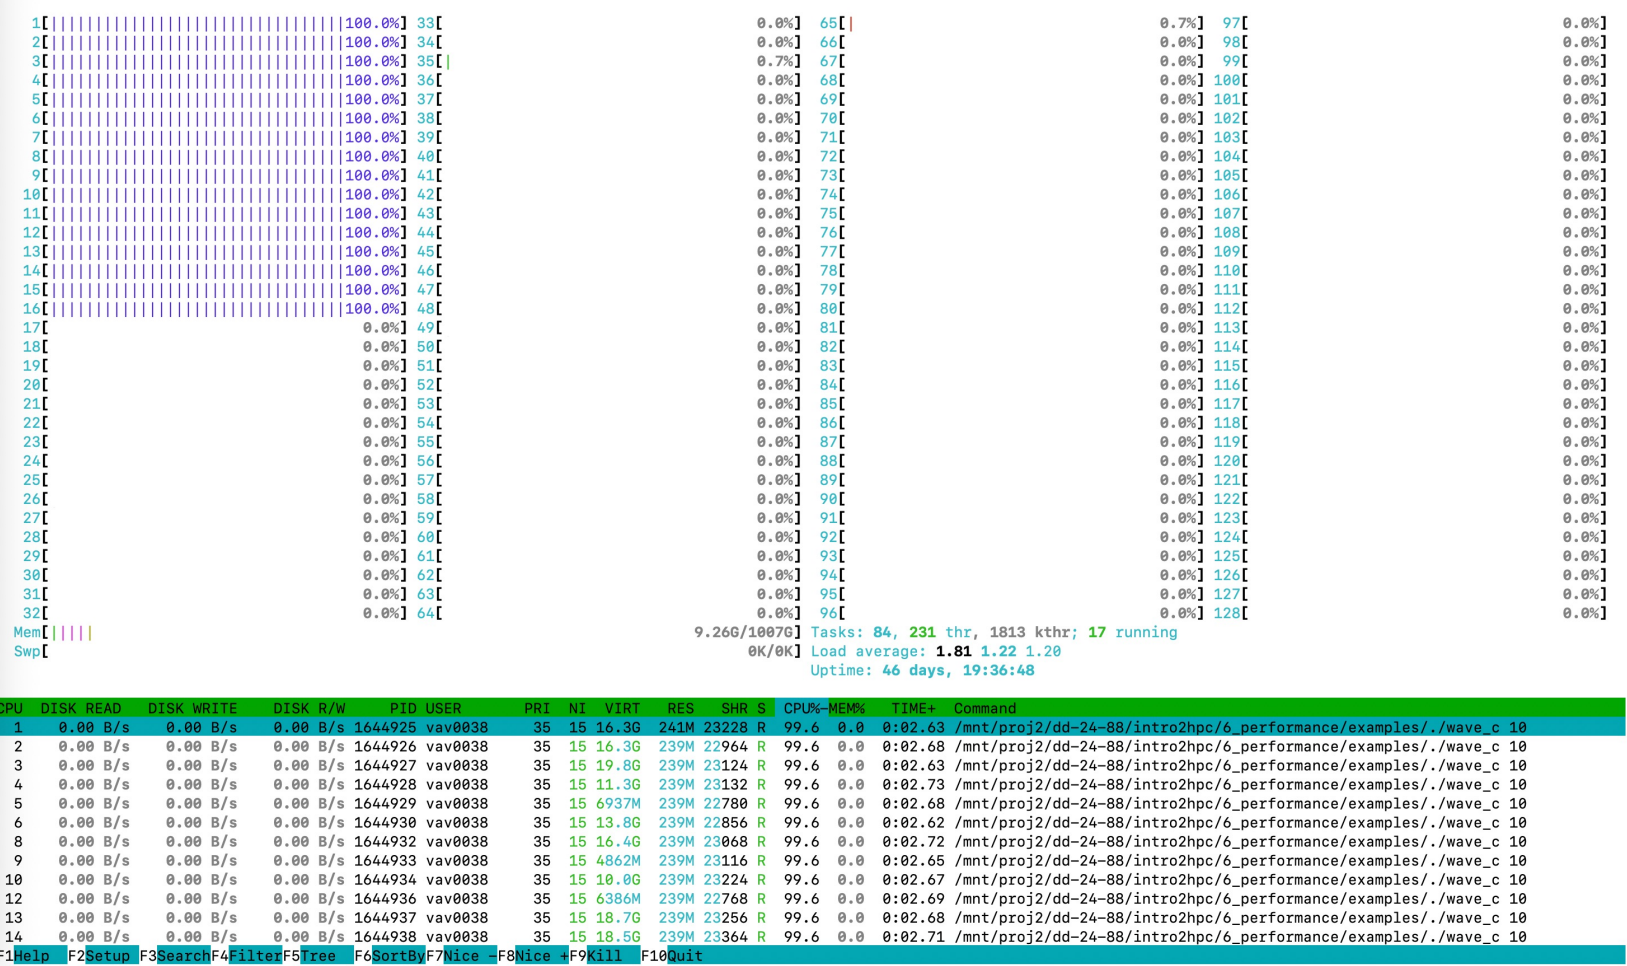 1[||||||||||||||||||||||||||||||||||100.0%] 33[ 0.0%] 65[| 0.7%] 97[ 0.0%]
2[||||||||||||||||||||||||||||||||||100.0%] 34[ 0.0%] 66[ 0.0%] 98[ 0.0%]
3[||||||||||||||||||||||||||||||||||100.0%] 35[| 0.7%] 67[ 0.0%] 99[ 0.0%]
4[||||||||||||||||||||||||||||||||||100.0%] 36[ 0.0%] 68[ 0.0%] 100[ 0.0%]
5[||||||||||||||||||||||||||||||||||100.0%] 37[ 0.0%] 69[ 0.0%] 101[ 0.0%]
6[||||||||||||||||||||||||||||||||||100.0%] 38[ 0.0%] 70[ 0.0%] 102[ 0.0%]
7[||||||||||||||||||||||||||||||||||100.0%] 39[ 0.0%] 71[ 0.0%] 103[ 0.0%]
8[||||||||||||||||||||||||||||||||||100.0%] 40[ 0.0%] 72[ 0.0%] 104[ 0.0%]
9[||||||||||||||||||||||||||||||||||100.0%] 41[ 0.0%] 73[ 0.0%] 105[ 0.0%]
10[||||||||||||||||||||||||||||||||||100.0%] 42[ 0.0%] 74[ 0.0%] 106[ 0.0%]
11[||||||||||||||||||||||||||||||||||100.0%] 43[ 0.0%] 75[ 0.0%] 107[ 0.0%]
12[||||||||||||||||||||||||||||||||||100.0%] 44[ 0.0%] 76[ 0.0%] 108[ 0.0%]
13[||||||||||||||||||||||||||||||||||100.0%] 45[ 0.0%] 77[ 0.0%] 109[ 0.0%]
14[||||||||||||||||||||||||||||||||||100.0%] 46[ 0.0%] 78[ 0.0%] 110[ 0.0%]
15[||||||||||||||||||||||||||||||||||100.0%] 47[ 0.0%] 79[ 0.0%] 111[ 0.0%]
16[||||||||||||||||||||||||||||||||||100.0%] 48[ 0.0%] 80[ 0.0%] 112[ 0.0%]
17[ 0.0%] 49[ 0.0%] 81[ 0.0%] 113[ 0.0%]
18[ 0.0%] 50[ 0.0%] 82[ 0.0%] 114[ 0.0%]
19[ 0.0%] 51[ 0.0%] 83[ 0.0%] 115[ 0.0%]
20[ 0.0%] 52[ 0.0%] 84[ 0.0%] 116[ 0.0%]
21[ 0.0%] 53[ 0.0%] 85[ 0.0%] 117[ 0.0%]
22[ 0.0%] 54[ 0.0%] 86[ 0.0%] 118[ 0.0%]
23[ 0.0%] 55[ 0.0%] 87[ 0.0%] 119[ 0.0%]
24[ 0.0%] 56[ 0.0%] 88[ 0.0%] 120[ 0.0%]
25[ 0.0%] 57[ 0.0%] 89[ 0.0%] 121[ 0.0%]
26[ 0.0%] 58[ 0.0%] 90[ 0.0%] 122[ 0.0%]
27[ 0.0%] 59[ 0.0%] 91[ 0.0%] 123[ 0.0%]
28[ 0.0%] 60[ 0.0%] 92[ 0.0%] 124[ 0.0%]
29[ 0.0%] 61[ 0.0%] 93[ 0.0%] 125[ 0.0%]
30[ 0.0%] 62[ 0.0%] 94[ 0.0%] 126[ 0.0%]
31[ 0.0%] 63[ 0.0%] 95[ 0.0%] 127[ 0.0%]
32[ 0.0%] 64[ 0.0%] 96[ 0.0%] 128[ 0.0%]
Mem[||||| 9.26G/1007G] Tasks: 84, 231 thr, 1813 kthr; 17 running
Swp[ 0K/0K] Load average: 1.81 1.22 1.20
Uptime: 46 days, 19:36:48
CPU DISK READ DISK WRITE DISK R/W PID USER PRI NI VIRT RES SHR S CPU%-MEM% TIME+ Command
1 0.00 B/s 0.00 B/s 0.00 B/s 1644925 vav0038 35 15 16.3G 241M 23228 R 99.6 0.0 0:02.63 /mnt/proj2/dd-24-88/intro2hpc/6_performance/examples/./wave_c 10
2 0.00 B/s 0.00 B/s 0.00 B/s 1644926 vav0038 35 15 16.3G 239M 22964 R 99.6 0.0 0:02.68 /mnt/proj2/dd-24-88/intro2hpc/6_performance/examples/./wave_c 10
3 0.00 B/s 0.00 B/s 0.00 B/s 1644927 vav0038 35 15 19.8G 239M 23124 R 99.6 0.0 0:02.63 /mnt/proj2/dd-24-88/intro2hpc/6_performance/examples/./wave_c 10
4 0.00 B/s 0.00 B/s 0.00 B/s 1644928 vav0038 35 15 11.3G 239M 23132 R 99.6 0.0 0:02.73 /mnt/proj2/dd-24-88/intro2hpc/6_performance/examples/./wave_c 10
5 0.00 B/s 0.00 B/s 0.00 B/s 1644929 vav0038 35 15 6937M 239M 22780 R 99.6 0.0 0:02.68 /mnt/proj2/dd-24-88/intro2hpc/6_performance/examples/./wave_c 10
6 0.00 B/s 0.00 B/s 0.00 B/s 1644930 vav0038 35 15 13.8G 239M 22856 R 99.6 0.0 0:02.62 /mnt/proj2/dd-24-88/intro2hpc/6_performance/examples/./wave_c 10
8 0.00 B/s 0.00 B/s 0.00 B/s 1644932 vav0038 35 15 16.4G 239M 23068 R 99.6 0.0 0:02.72 /mnt/proj2/dd-24-88/intro2hpc/6_performance/examples/./wave_c 10
9 0.00 B/s 0.00 B/s 0.00 B/s 1644933 vav0038 35 15 4862M 239M 23116 R 99.6 0.0 0:02.65 /mnt/proj2/dd-24-88/intro2hpc/6_performance/examples/./wave_c 10
10 0.00 B/s 0.00 B/s 0.00 B/s 1644934 vav0038 35 15 10.0G 239M 23224 R 99.6 0.0 0:02.67 /mnt/proj2/dd-24-88/intro2hpc/6_performance/examples/./wave_c 10
12 0.00 B/s 0.00 B/s 0.00 B/s 1644936 vav0038 35 15 6386M 239M 22768 R 99.6 0.0 0:02.69 /mnt/proj2/dd-24-88/intro2hpc/6_performance/examples/./wave_c 10
13 0.00 B/s 0.00 B/s 0.00 B/s 1644937 vav0038 35 15 18.7G 239M 23256 R 99.6 0.0 0:02.68 /mnt/proj2/dd-24-88/intro2hpc/6_performance/examples/./wave_c 10
14 0.00 B/s 0.00 B/s 0.00 B/s 1644938 vav0038 35 15 18.5G 239M 23364 R 99.6 0.0 0:02.71 /mnt/proj2/dd-24-88/intro2hpc/6_performance/examples/./wave_c 10
F1Help F2Setup F3SearchF4FilterF5Tree F6SortByF7Nice -F8Nice +F9Kill F10Quit